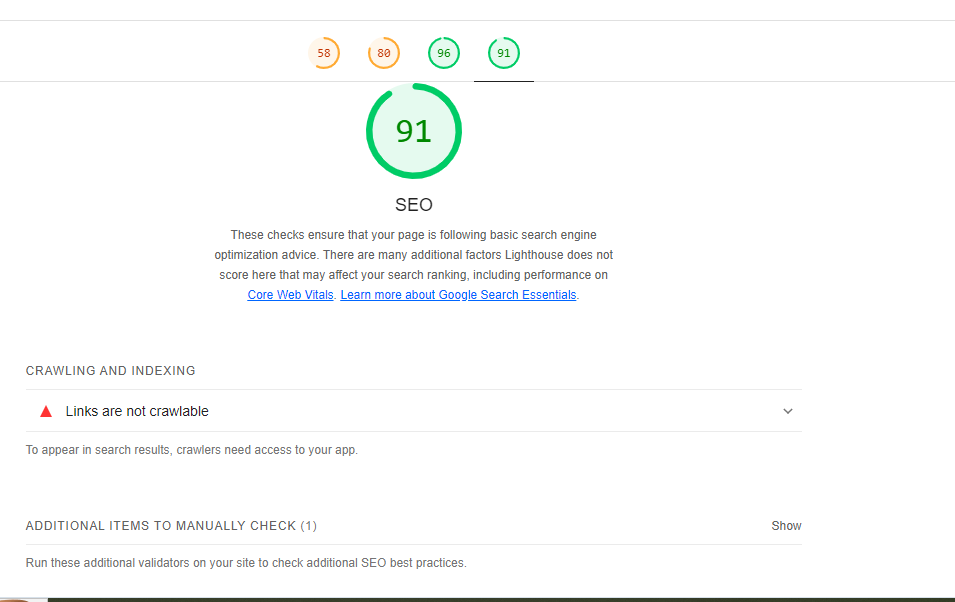 58 80 96 91
91
SEO
These checks ensure that your page is following basic search engine
optimization advice. There are many additional factors Lighthouse does not
score here that may affect your search ranking, including performance on
Core Web Vitals. Learn more about Google Search Essentials.
CRAWLING AND INDEXING
Links are not crawlable
To appear in search results, crawlers need access to your app.
ADDITIONAL ITEMS TO MANUALLY CHECK (1) Show
Run these additional validators on your site to check additional SEO best practices.